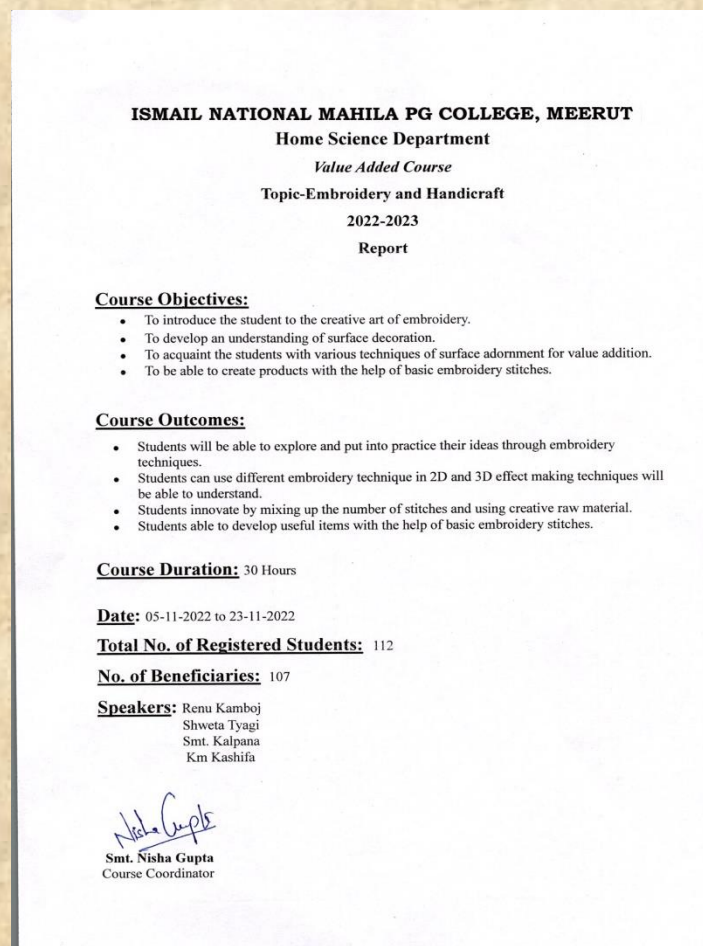 ISMAIL NATIONAL MAHILA PG COLLEGE, MEERUT
Home Science Department
Value Added Course
Topic-Embroidery and Handicraft
2022-2023
Report
Course Objectives:
• To introduce the student to the creative art of embroidery.
• To develop an understanding of surface decoration.
• To acquaint the students with various techniques of surface adornment for value addition.
• To be able to create products with the help of basic embroidery stitches.
Course Outcomes:
• Students will be able to explore and put into practice their ideas through embroidery
techniques.
• Students can use different embroidery technique in 2D and 3D effect making techniques will
be able to understand.
• Students innovate by mixing up the number of stitches and using creative raw material.
• Students able to develop useful items with the help of basic embroidery stitches.
Course Duration: 30 Hours
Date: 05-11-2022 to 23-11-2022
Total No. of Registered Students: 112
No. of Beneficiaries: 107
Speakers: Renu Kamboj
Shweta Tyagi
Smt. Kalpana
Km Kashifa
Nisha Gupta
Smt. Nisha Gupta
Course Coordinator